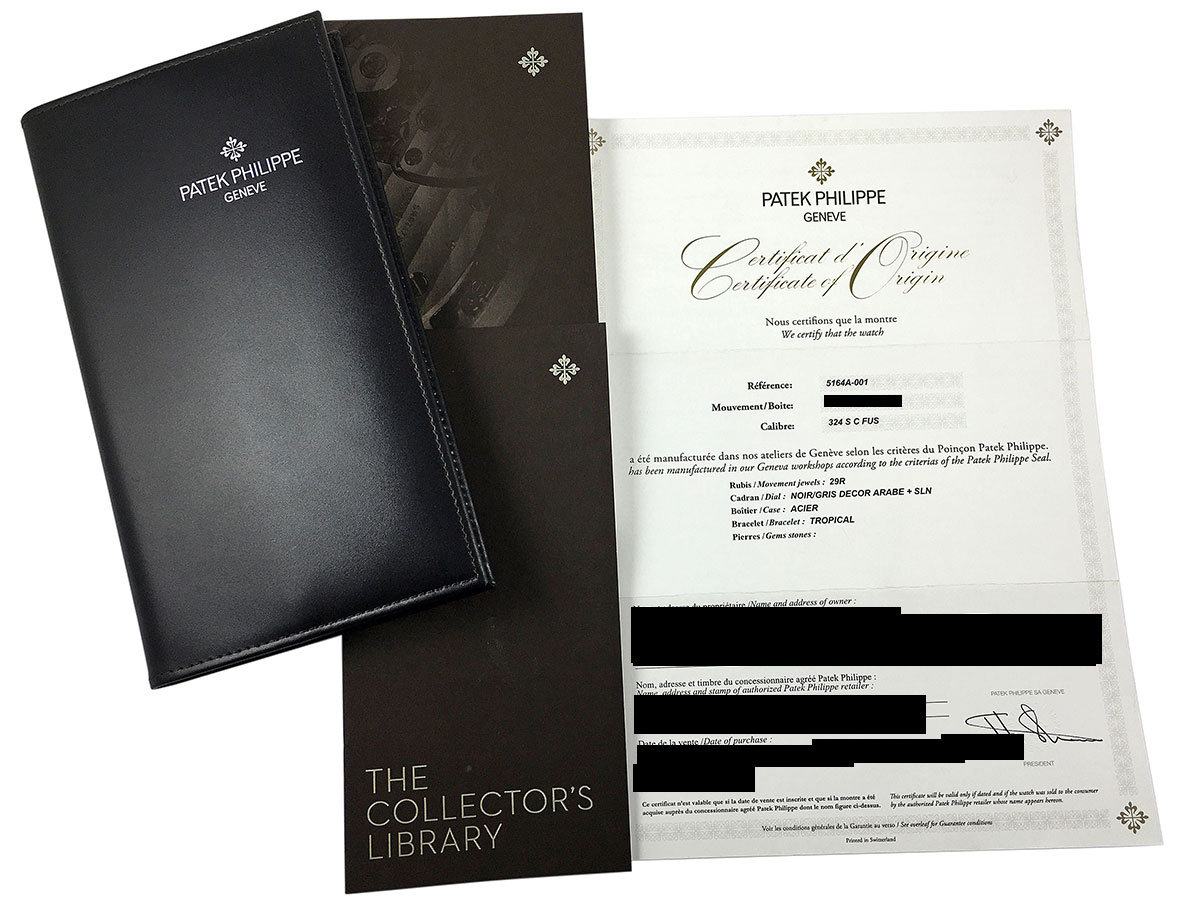 PATEK PHILIPPE
GENEVE
THE
COLLECTOR'S
LIBRARY
PATEK PHILIPPE
GENEVE
Certificat d'Origine
Certificate of Origin
Nous certifions que la montre
We certify that the watch
Référence: 5164A-001
Mouvement/Boîte:
Calibre: 324 S C FUS
a été manufacturée dans nos ateliers de Genève selon les critères du Poinçon Patek Philippe.
has been manufactured in our Geneva workshops according to the criterias of the Patek Philippe Seal.
Rubis / Movement jewels : 29R
Cadran / Dial : NOIR/GRIS DECOR ARABE + SLN
Boîtier / Case : ACIER
Bracelet / Bracelet : TROPICAL
Pierres / Gems stones :
du propriétaire / Name and address of owner :
Nom, adresse et timbre du concessionnaire agréé Patek Philippe :
Name, address and stamp of authorized Patek Philippe retailer :
PATEK PHILIPPE SA GENEVE
Date de la vente / Date of purchase :
PRESIDENT
Ce certificat n'est valable que si la date de vente est inscrite et que si la montre a été
acquise auprès du concessionnaire agréé Patek Philippe dont le nom figure ci-dessus.
This certificate will be valid only if dated and if the watch was sold to the consumer
by the authorized Patek Philippe retailer whose name appears hereon.
Voir les conditions générales de la Garantie au verso / See overleaf for Guarantee conditions
Printed in Switzerland